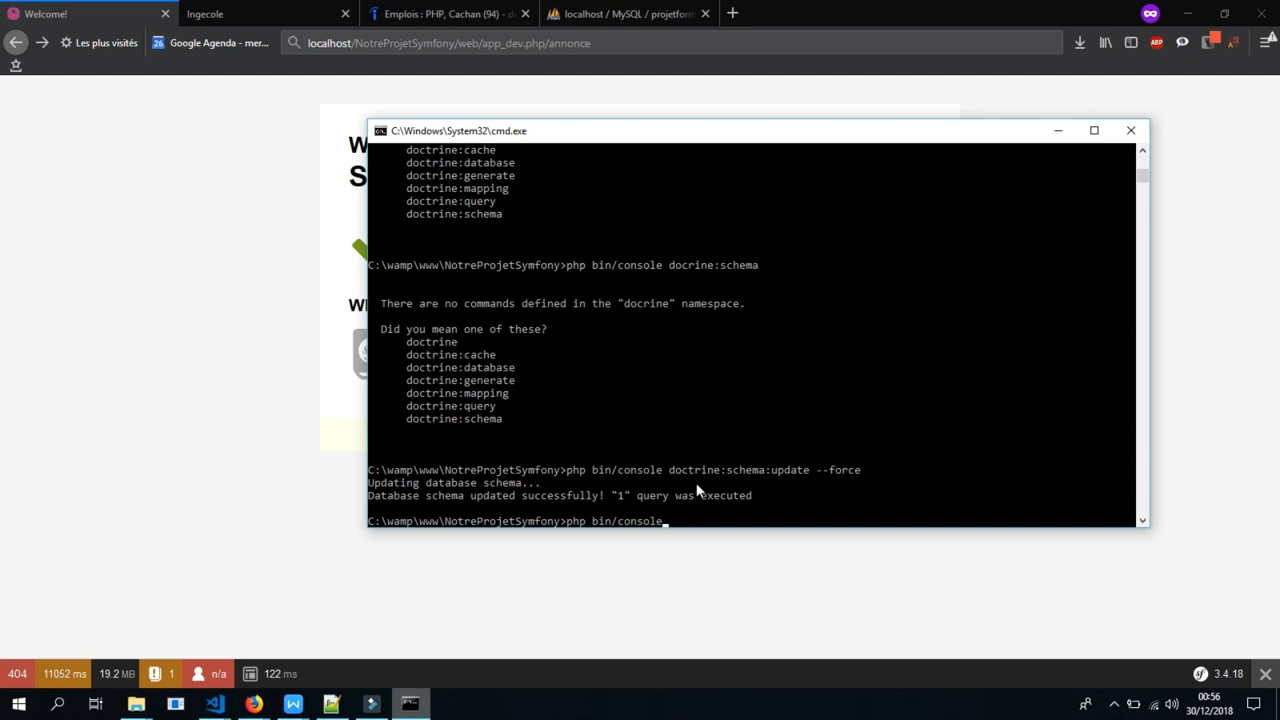 Welcome!
Ingecole
Emplois : PHP, Cachan (94) - d
localhost / MySQL / projetform
Les plus visités
26
Google Agenda - mer...
localhost/NotreProjetSymfony/web/app_dev.php/annonce
ABP
W
S
W
C:\Windows\System32\cmd.exe
doctrine:cache
doctrine:database
doctrine:generate
doctrine:mapping
doctrine:query
doctrine:schema
C:\wamp\www\NotreProjetSymfony>php bin/console docrine:schema
There are no commands defined in the "docrine" namespace.
Did you mean one of these?
doctrine
doctrine:cache
doctrine:database
doctrine:generate
doctrine:mapping
doctrine:query
doctrine:schema
C:\wamp\www\NotreProjetSymfony>php bin/console doctrine:schema:update --force
Updating database schema...
Database schema updated successfully! "1" query was executed
C:\wamp\www\NotreProjetSymfony>php bin/console
404
11052 ms
19.2 MB
1
n/a
122 ms
sf
3.4.18
00:56
30/12/2018